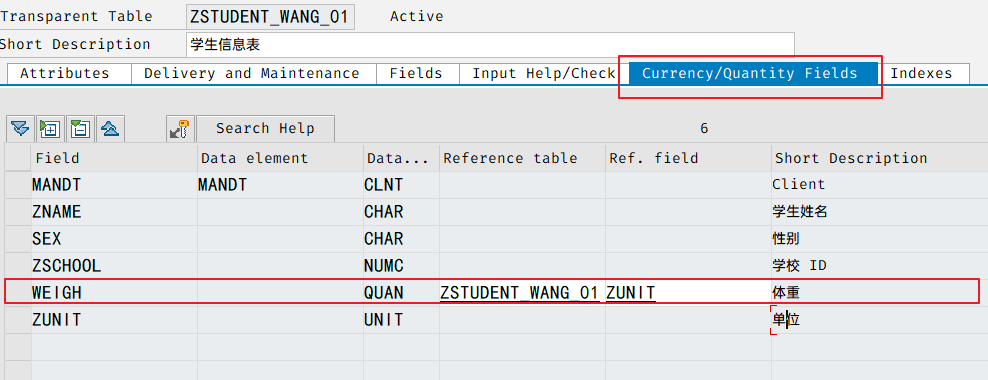 Transparent Table ZSTUDENT_WANG_01 Active
Short Description 学生信息表
Attributes Delivery and Maintenance Fields Input Help/Check Currency/Quantity Fields Indexes
Search Help 6
Field Data element Data... Reference table Ref. field Short Description
MANDT MANDT CLNT Client
ZNAME CHAR 学生姓名
SEX CHAR 性别
ZSCHOOL NUMC 学校 ID
WEIGH QUAN ZSTUDENT_WANG_01 ZUNIT 体重
ZUNIT UNIT 单位